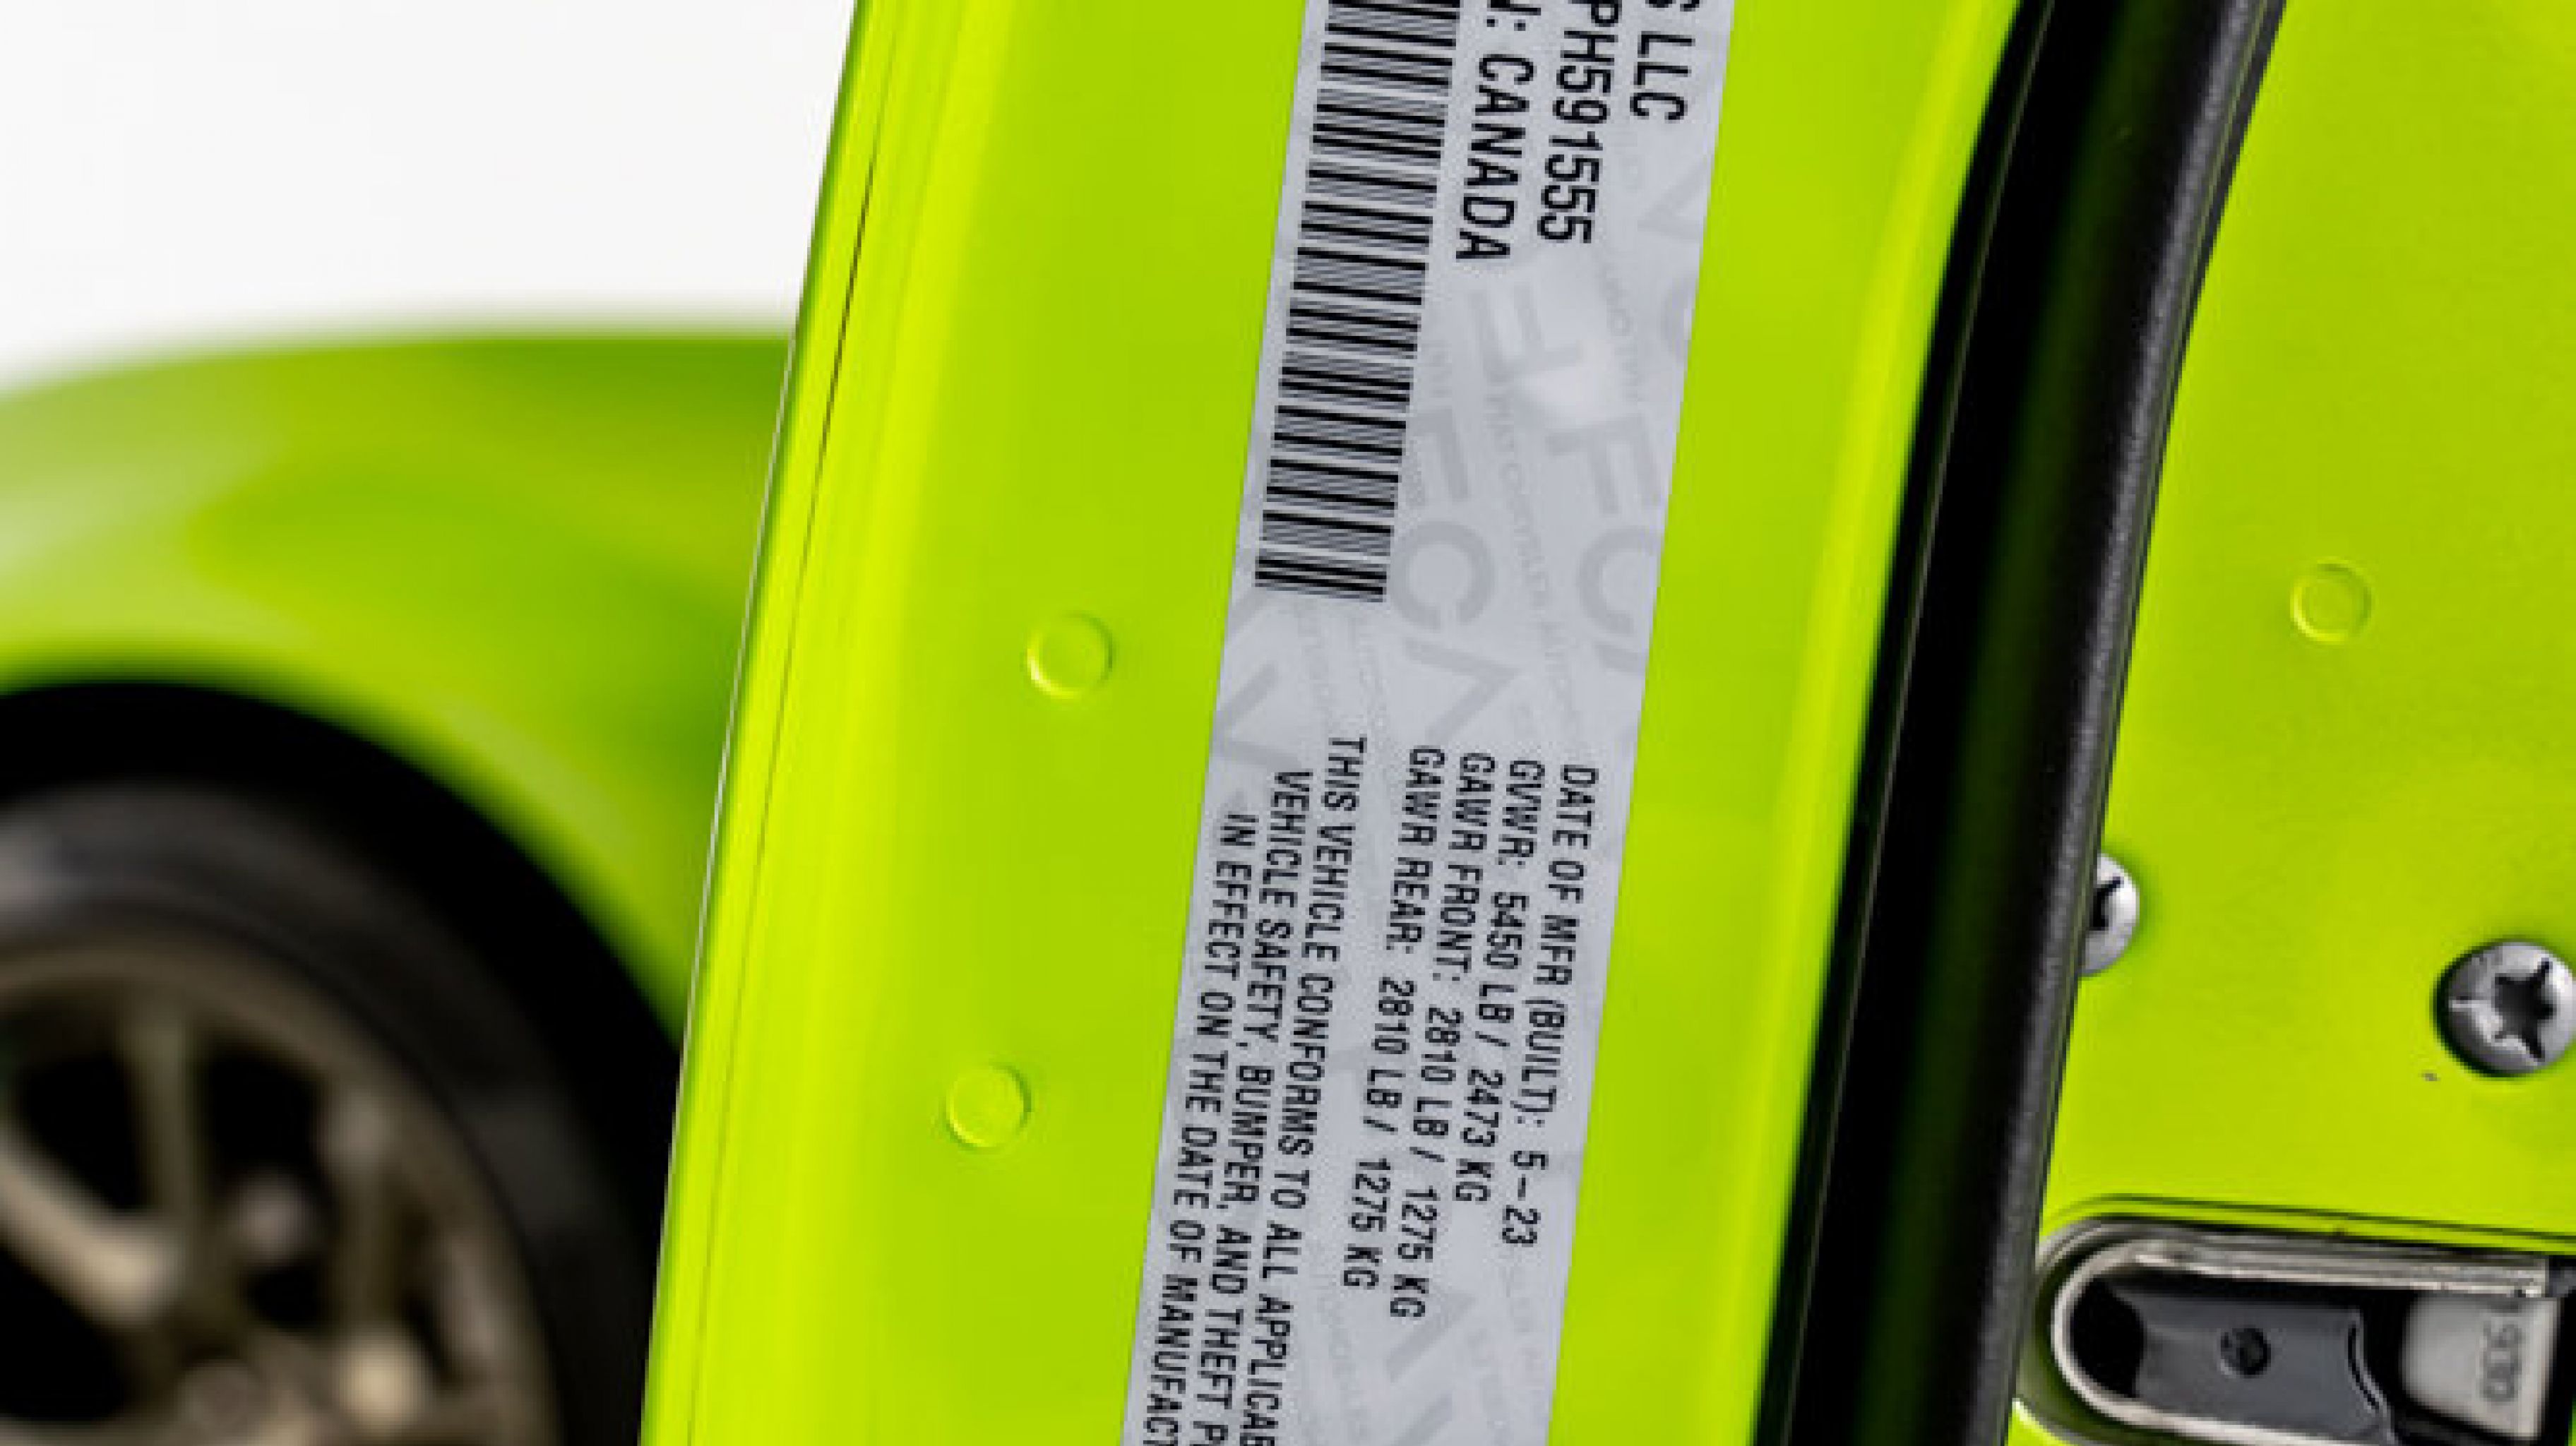 S LLC
PH591555
N: CANADA
DATE OF MFR (BUILT): 5-23
GVWR: 5450 LB / 2473 KG
GAWR FRONT: 2810 LB / 1275 KG
GAWR REAR: 2810 LB / 1275 KG
THIS VEHICLE CONFORMS TO ALL APPLICAB
VEHICLE SAFETY, BUMPER, AND THEFT P
IN EFFECT ON THE DATE OF MANUFACT